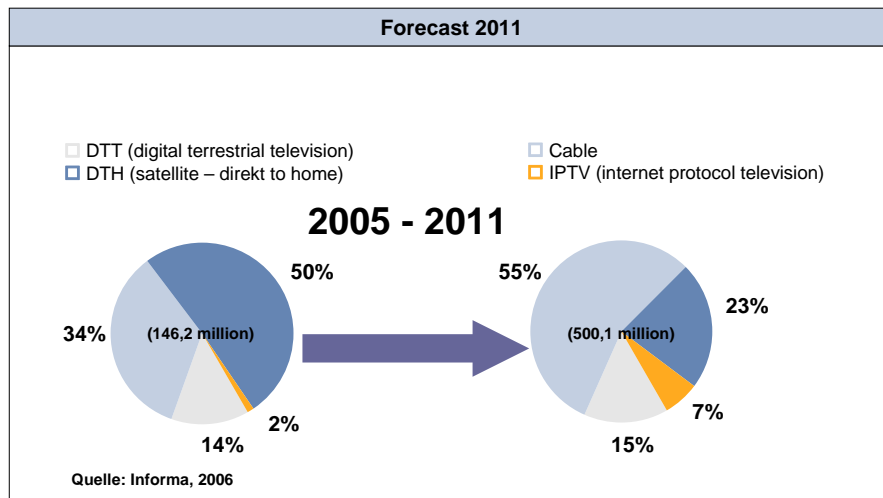 Forecast 2011
DTT (digital terrestrial television)
Cable
DTH (satellite – direkt to home)
IPTV (internet protocol television)
2005 - 2011
50%
34%
(146,2 million)
2%
14%
55%
23%
(500,1 million)
7%
15%
Quelle: Informa, 2006